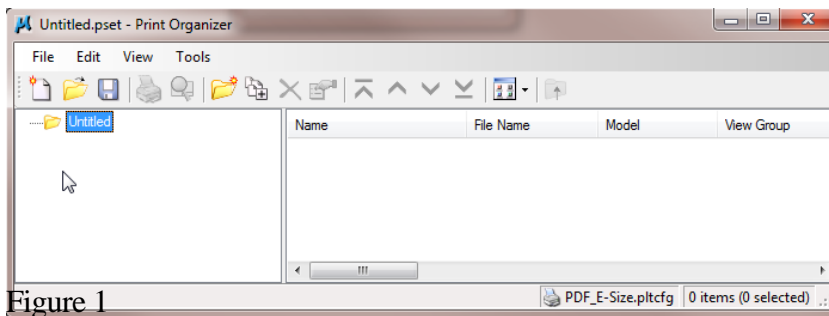 Untitled.pset - Print Organizer
File Edit View Tools
Untitled
Name File Name Model View Group
PDF_E-Size.pltcfg 0 items (0 selected)
Figure 1